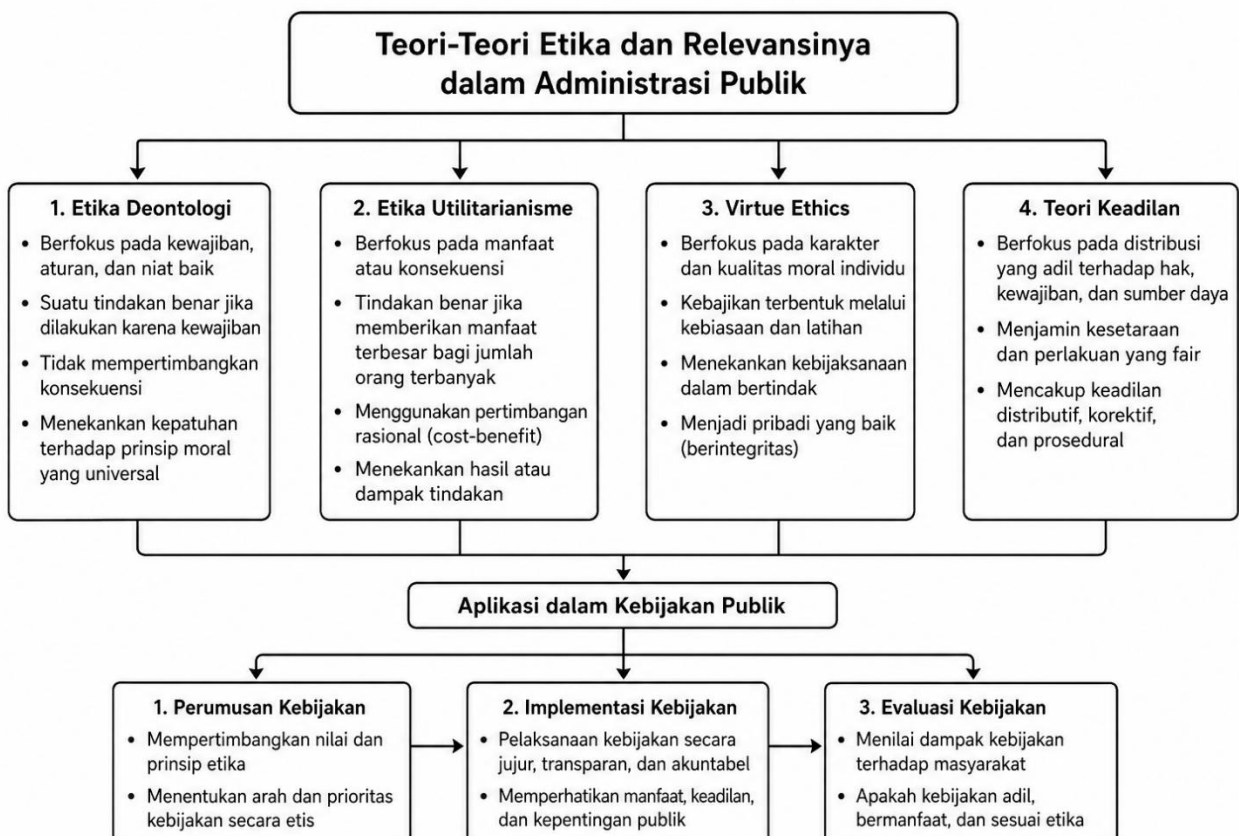 Teori-Teori Etika dan Relevansinya
dalam Administrasi Publik
1. Etika Deontologi
• Berfokus pada kewajiban,
aturan, dan niat baik
• Suatu tindakan benar jika
dilakukan karena kewajiban
• Tidak mempertimbangkan
konsekuensi
• Menekankan kepatuhan
terhadap prinsip moral
yang universal
2. Etika Utilitarianisme
• Berfokus pada manfaat
atau konsekuensi
• Tindakan benar jika
memberikan manfaat
terbesar bagi jumlah
orang terbanyak
• Menggunakan pertimbangan
rasional (cost-benefit)
• Menekankan hasil atau
dampak tindakan
3. Virtue Ethics
• Berfokus pada karakter
dan kualitas moral individu
• Kebajikan terbentuk melalui
kebiasaan dan latihan
• Menekankan kebijaksanaan
dalam bertindak
• Menjadi pribadi yang baik
(berintegritas)
4. Teori Keadilan
• Berfokus pada distribusi
yang adil terhadap hak,
kewajiban, dan sumber daya
• Menjamin kesetaraan
dan perlakuan yang fair
• Mencakup keadilan
distributif, korektif,
dan prosedural
Aplikasi dalam Kebijakan Publik
1. Perumusan Kebijakan
• Mempertimbangkan nilai dan
prinsip etika
• Menentukan arah dan prioritas
kebijakan secara etis
2. Implementasi Kebijakan
• Pelaksanaan kebijakan secara
jujur, transparan, dan akuntabel
• Memperhatikan manfaat, keadilan,
dan kepentingan publik
3. Evaluasi Kebijakan
• Menilai dampak kebijakan
terhadap masyarakat
• Apakah kebijakan adil,
bermanfaat, dan sesuai etika